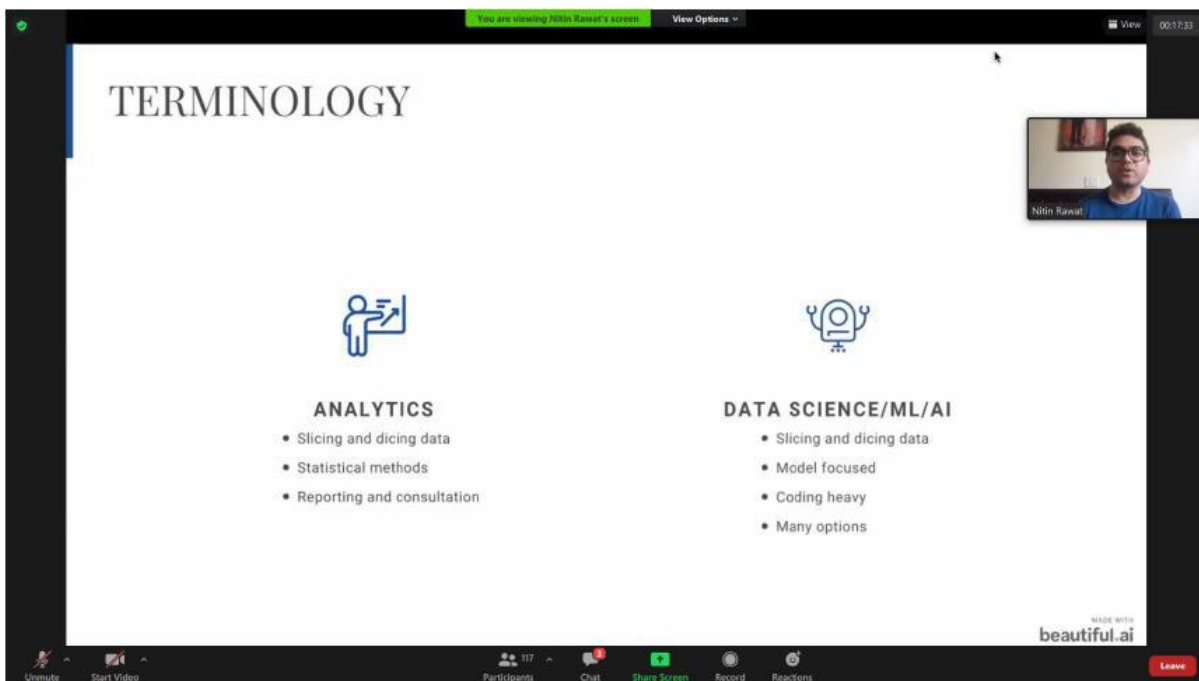 You are viewing Nitin Rawat's screen View Options
View 00:17:33
TERMINOLOGY
Nitin Rawat
ANALYTICS
• Slicing and dicing data
• Statistical methods
• Reporting and consultation
DATA SCIENCE/ML/AI
• Slicing and dicing data
• Model focused
• Coding heavy
• Many options
MADE WITH
beautiful.ai
117 3
Unmute Start Video Participants Chat Share Screen Record Reactions Leave